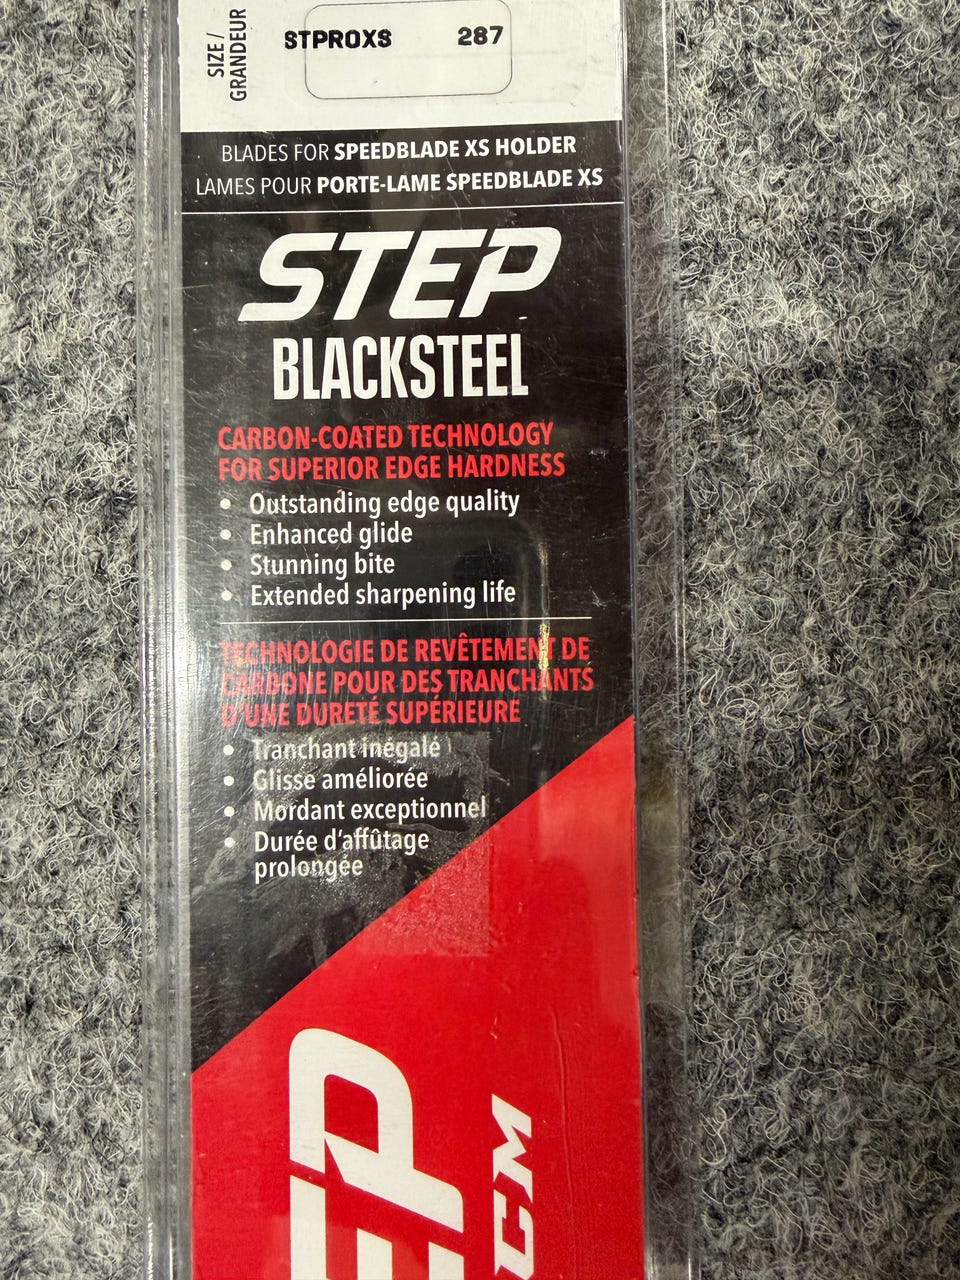 SIZE /
GRANDEUR
STPROXS 287
BLADES FOR SPEEDBLADE XS HOLDER
LAMES POUR PORTE-LAME SPEEDBLADE XS
STEP
BLACKSTEEL
CARBON-COATED TECHNOLOGY
FOR SUPERIOR EDGE HARDNESS
• Outstanding edge quality
• Enhanced glide
• Stunning bite
• Extended sharpening life
TECHNOLOGIE DE REVÊTEMENT DE
CARBONE POUR DES TRANCHANTS
D'UNE DURETÉ SUPÉRIEURE
• Tranchant inégalé
• Glisse améliorée
• Mordant exceptionnel
• Durée d'affûtage
prolongée
EP
CM